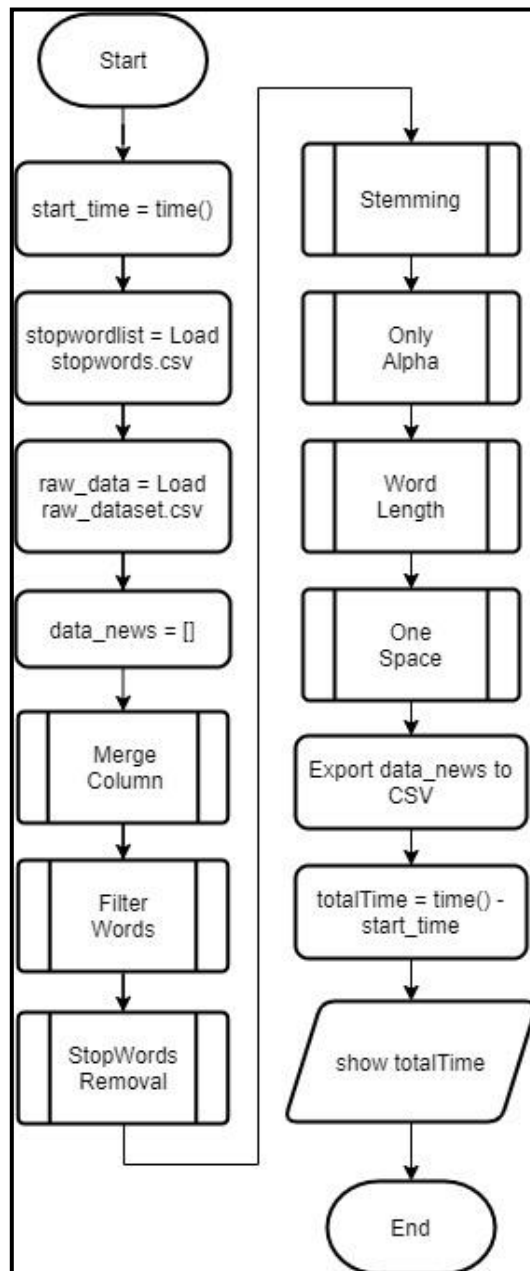 Start
start_time = time()
stopwordlist = Load
stopwords.csv
raw_data = Load
raw_dataset.csv
data_news = []
Merge
Column
Filter
Words
StopWords
Removal
Stemming
Only
Alpha
Word
Length
One
Space
Export data_news to
CSV
totalTime = time() -
start_time
show totalTime
End